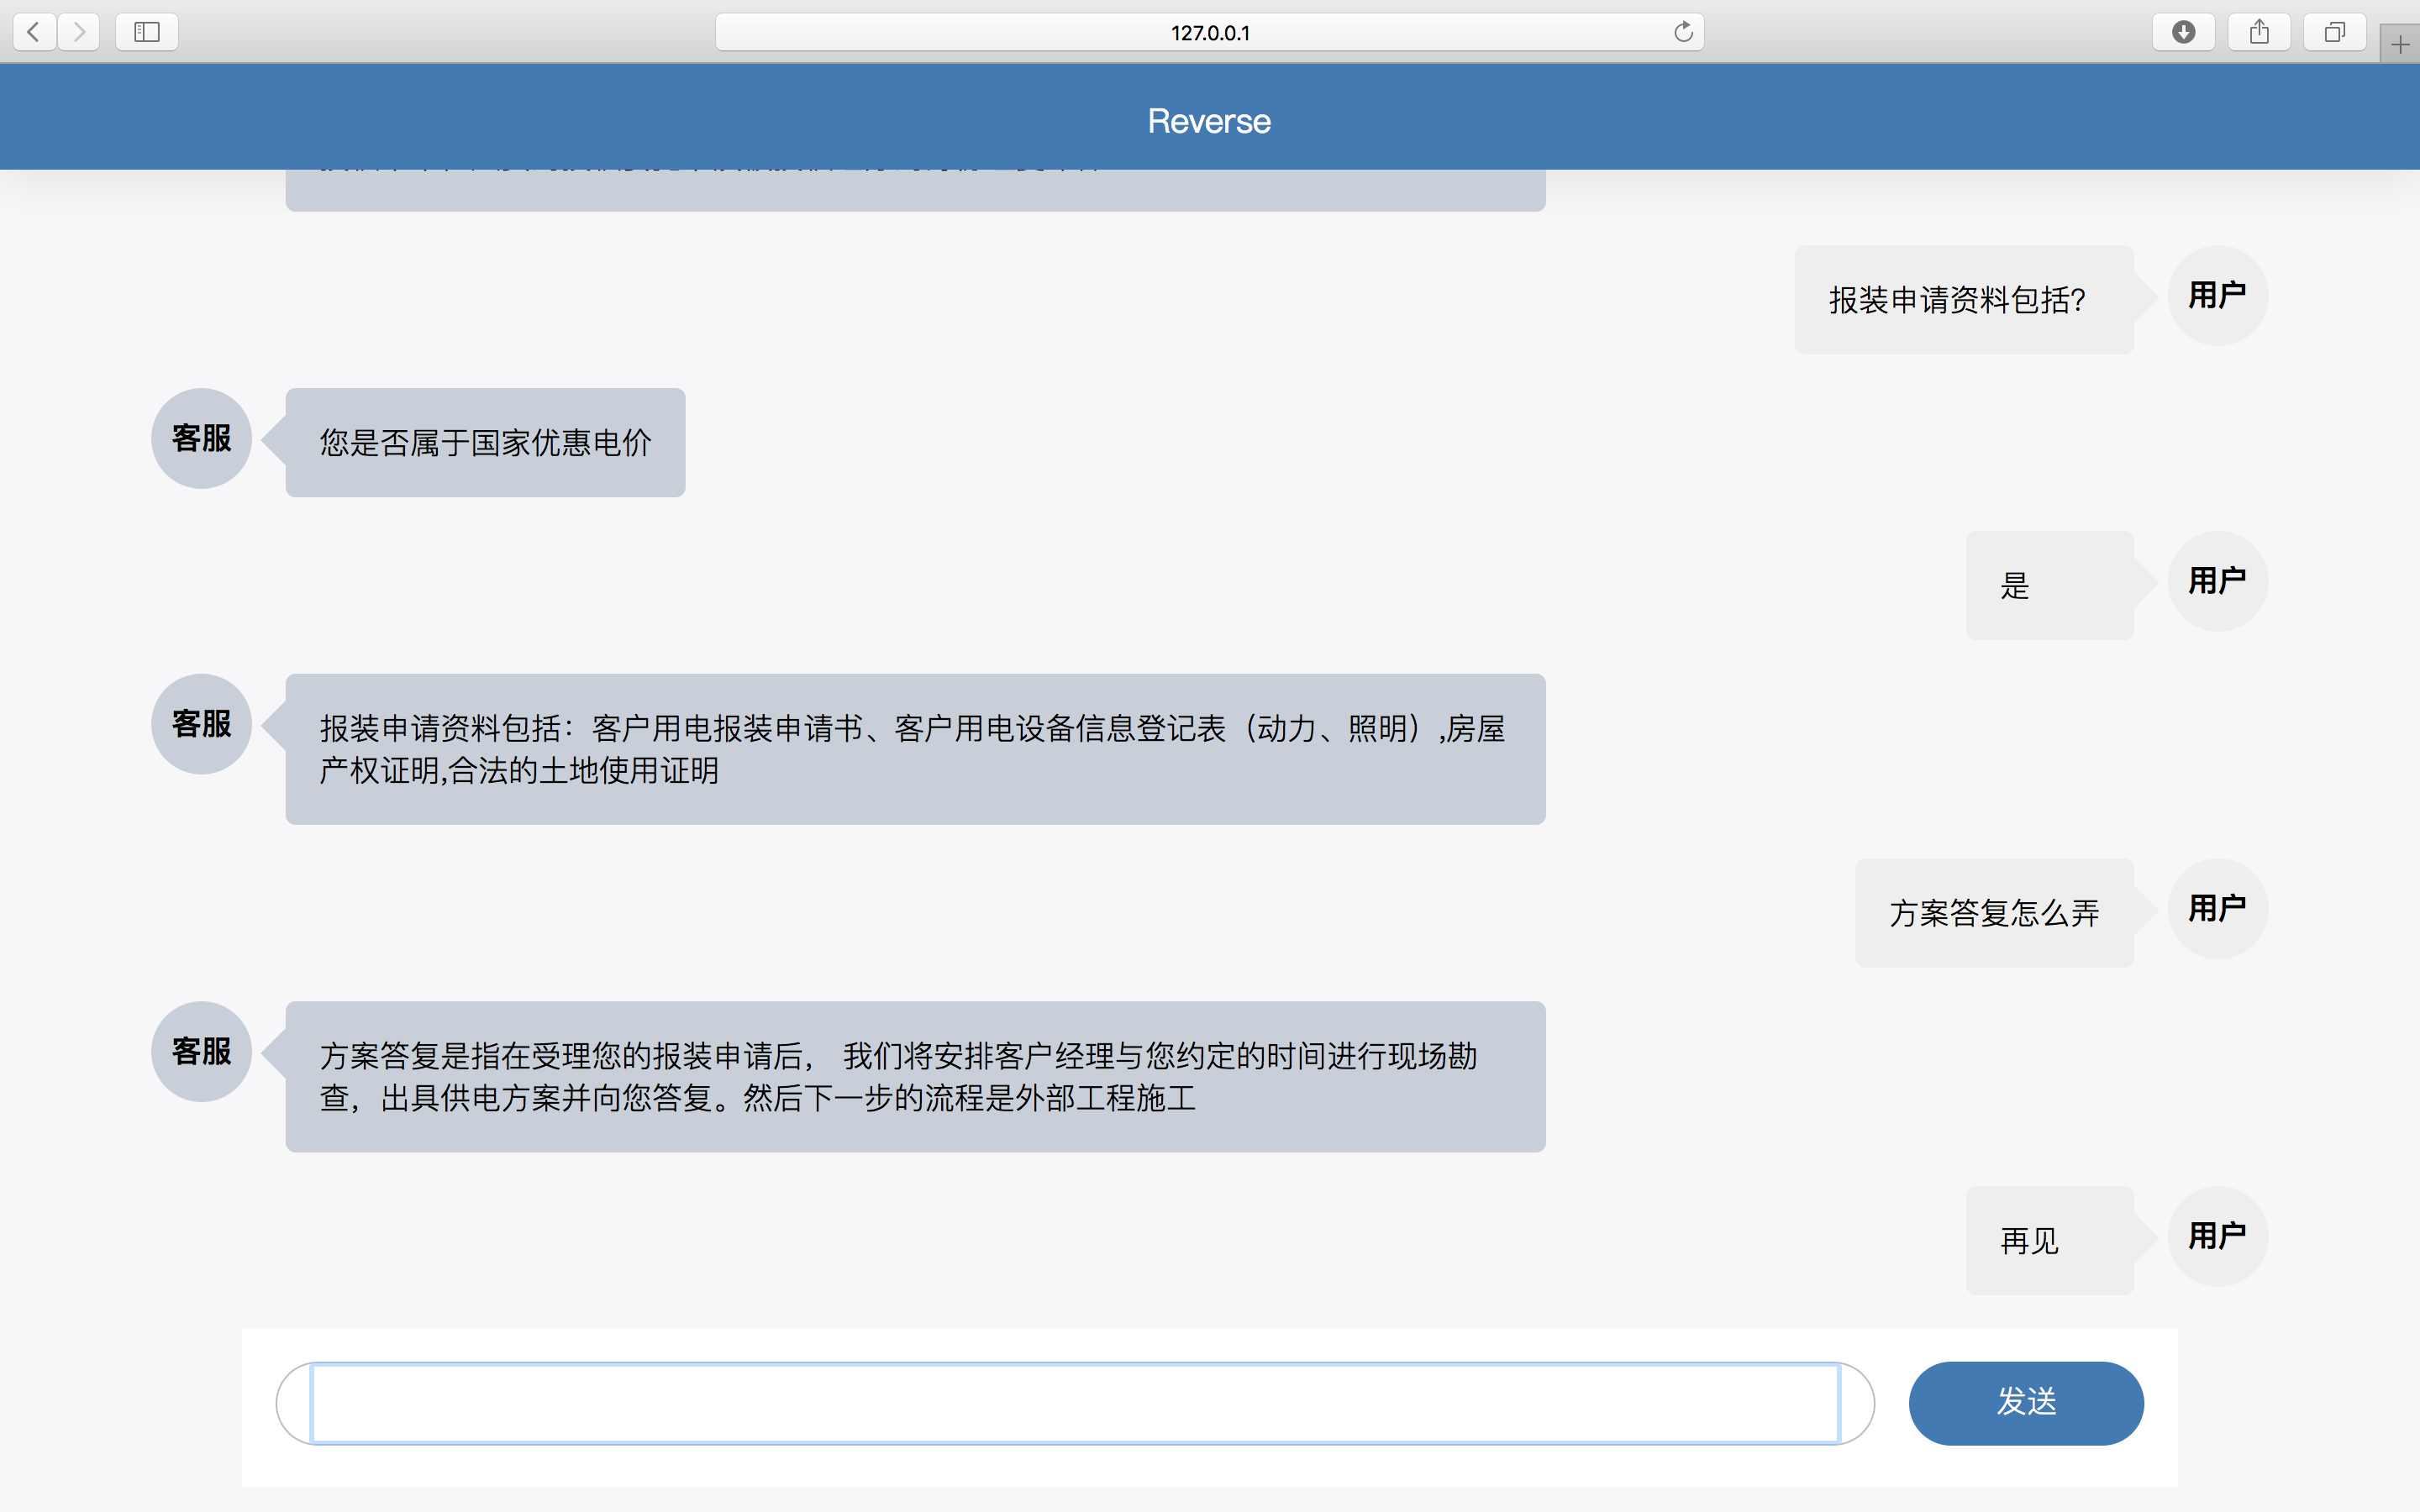 127.0.0.1
Reverse
报装申请资料包括？
用户
客服
您是否属于国家优惠电价
是
用户
客服
报装申请资料包括：客户用电报装申请书、客户用电设备信息登记表（动力、照明）,房屋
产权证明,合法的土地使用证明
方案答复怎么弄
用户
客服
方案答复是指在受理您的报装申请后， 我们将安排客户经理与您约定的时间进行现场勘
查，出具供电方案并向您答复。然后下一步的流程是外部工程施工
再见
用户
发送